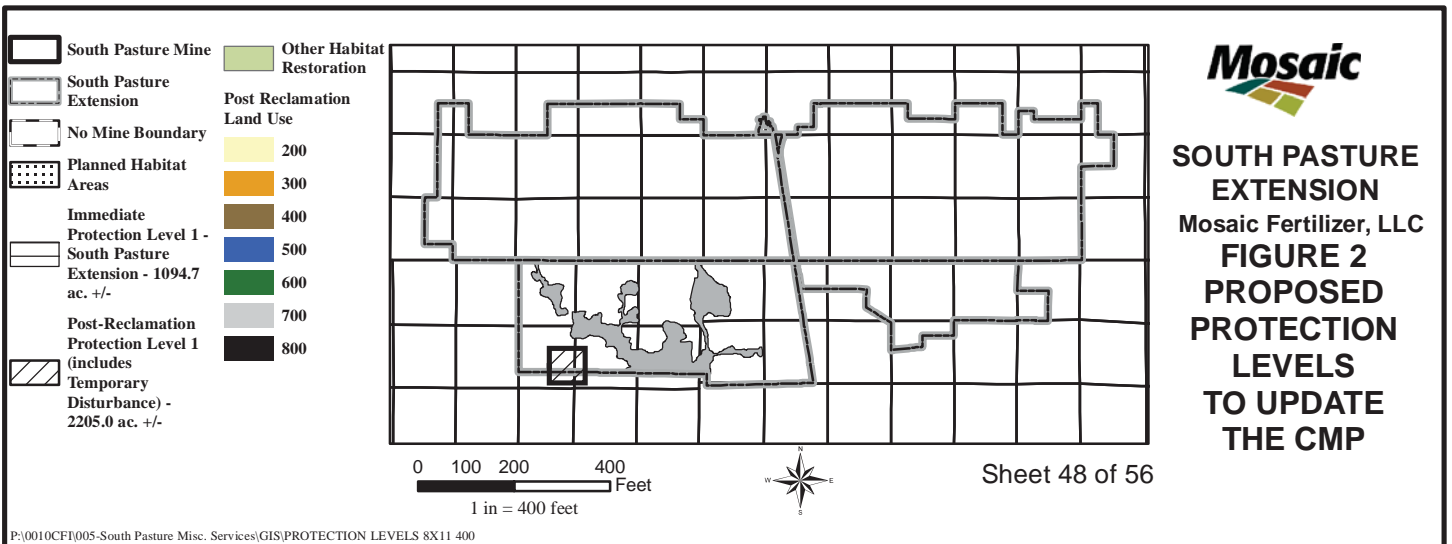 South Pasture Mine
South Pasture
Extension
No Mine Boundary
Planned Habitat
Areas
Immediate
Protection Level 1 -
South Pasture
Extension - 1094.7
ac. +/-
Post-Reclamation
Protection Level 1
(includes
Temporary
Disturbance) -
2205.0 ac. +/-
Other Habitat
Restoration
Post Reclamation
Land Use
200
300
400
500
600
700
800
0 100 200 400
Feet
1 in = 400 feet
N
W E
S
Sheet 48 of 56
Mosaic
SOUTH PASTURE
EXTENSION
Mosaic Fertilizer, LLC
FIGURE 2
PROPOSED
PROTECTION
LEVELS
TO UPDATE
THE CMP
P:\0010CFI\005-South Pasture Misc. Services\GIS\PROTECTION LEVELS 8X11 400